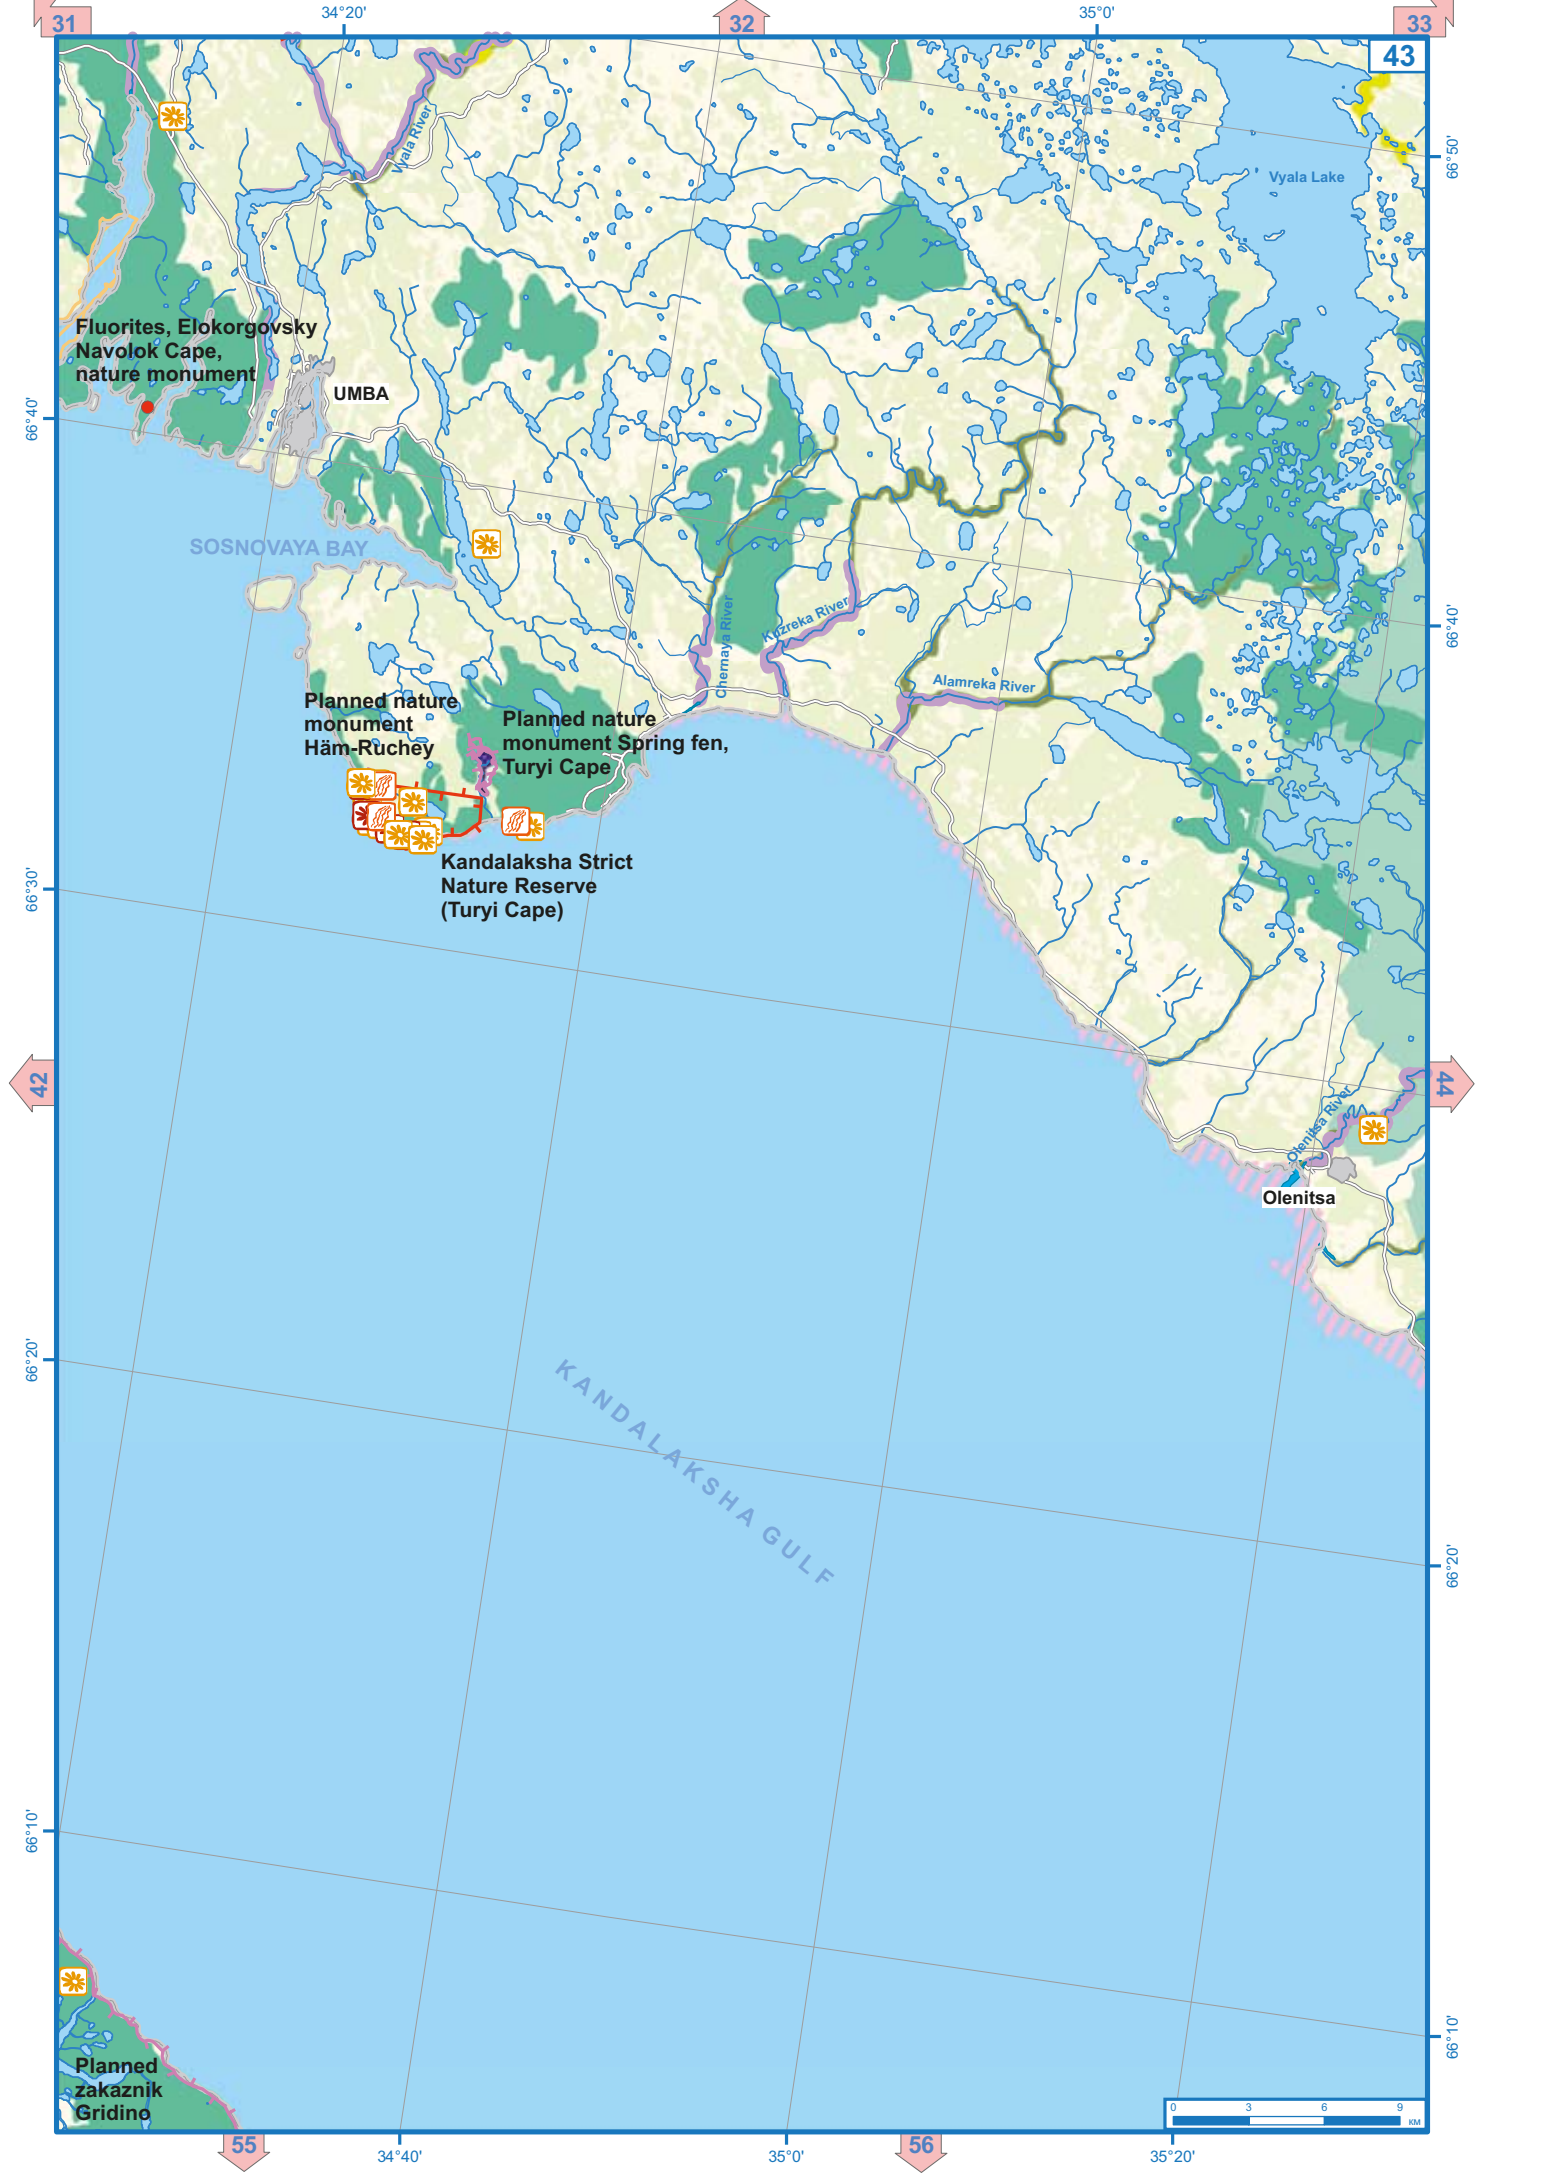 31
34°20'
32
35°0'
33
43
Vyala River
66°50'
Vyala Lake
Fluorites, Elokorgovsky
Navolok Cape,
nature monument
UMBA
66°40'
SOSNOVAYA BAY
Chernaya River
Kuzreka River
66°40'
Alamreka River
Planned nature
monument
Häm-Ruchey
Planned nature
monument Spring fen,
Turyi Cape
Kandalaksha Strict
Nature Reserve
(Turyi Cape)
66°30'
42
44
Olenitsa River
Olenitsa
66°20'
KANDALAKSHA GULF
66°20'
66°10'
66°10'
Planned
zakaznik
Gridino
0 3 6 9
км
55
34°40'
35°0'
56
35°20'